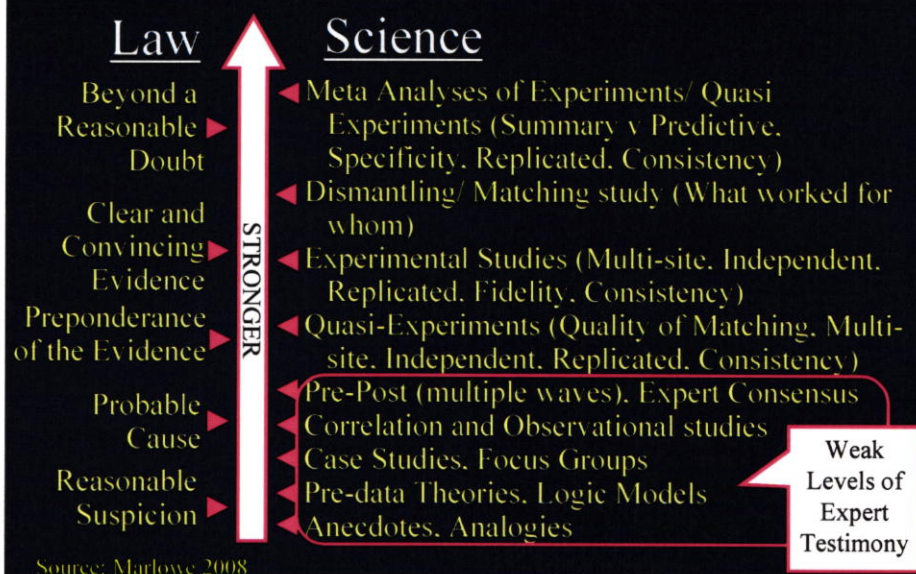 Law
Beyond a
Reasonable
Doubt
Clear and
Convincing
Evidence
Preponderance
of the Evidence
Probable
Cause
Reasonable
Suspicion
STRONGER
Science
Meta Analyses of Experiments/ Quasi
Experiments (Summary v Predictive,
Specificity, Replicated, Consistency)
Dismantling/ Matching study (What worked for
whom)
Experimental Studies (Multi-site, Independent,
Replicated, Fidelity, Consistency)
Quasi-Experiments (Quality of Matching, Multi-
site, Independent, Replicated, Consistency)
Pre-Post (multiple waves), Expert Consensus
Correlation and Observational studies
Case Studies, Focus Groups
Pre-data Theories, Logic Models
Anecdotes, Analogies
Weak
Levels of
Expert
Testimony
Source: Marlowe 2008